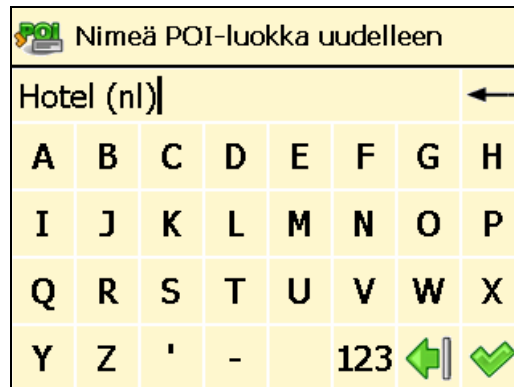 POI Nimeä POI-luokka uudelleen
Hotel (nl)
A B C D E F G H
I J K L M N O P
Q R S T U V W X
Y Z ' - 123